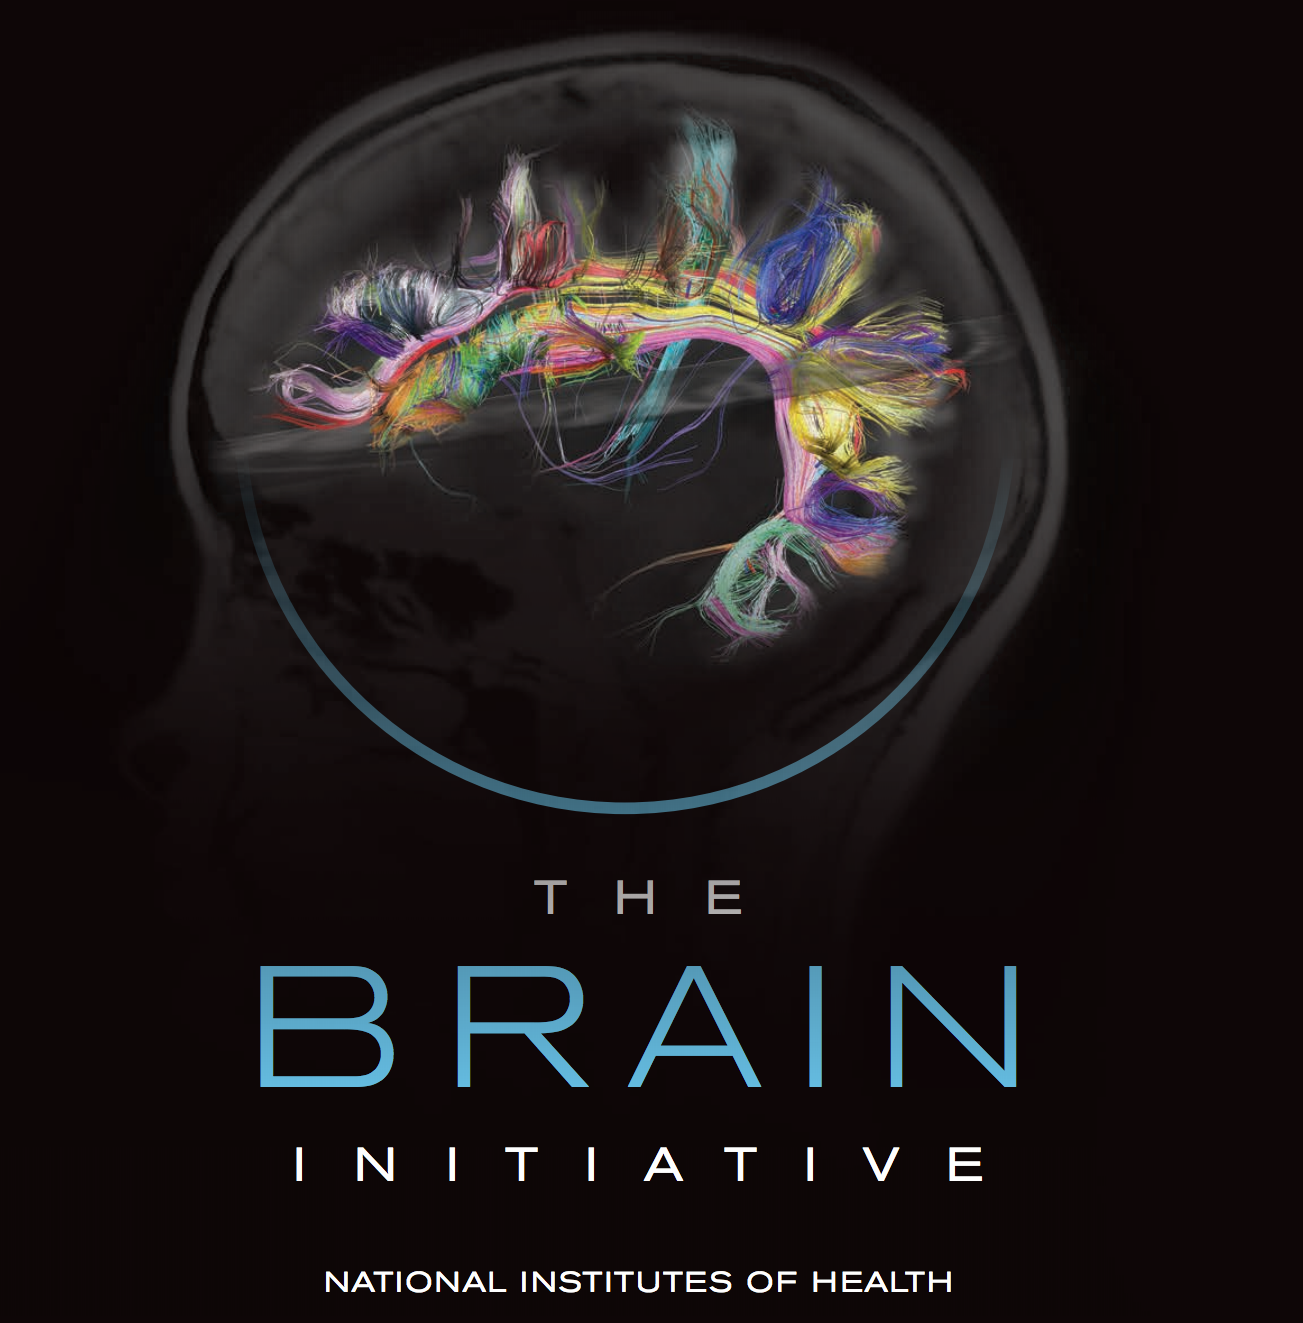 THE
BRAIN
INITIATIVE
NATIONAL INSTITUTES OF HEALTH